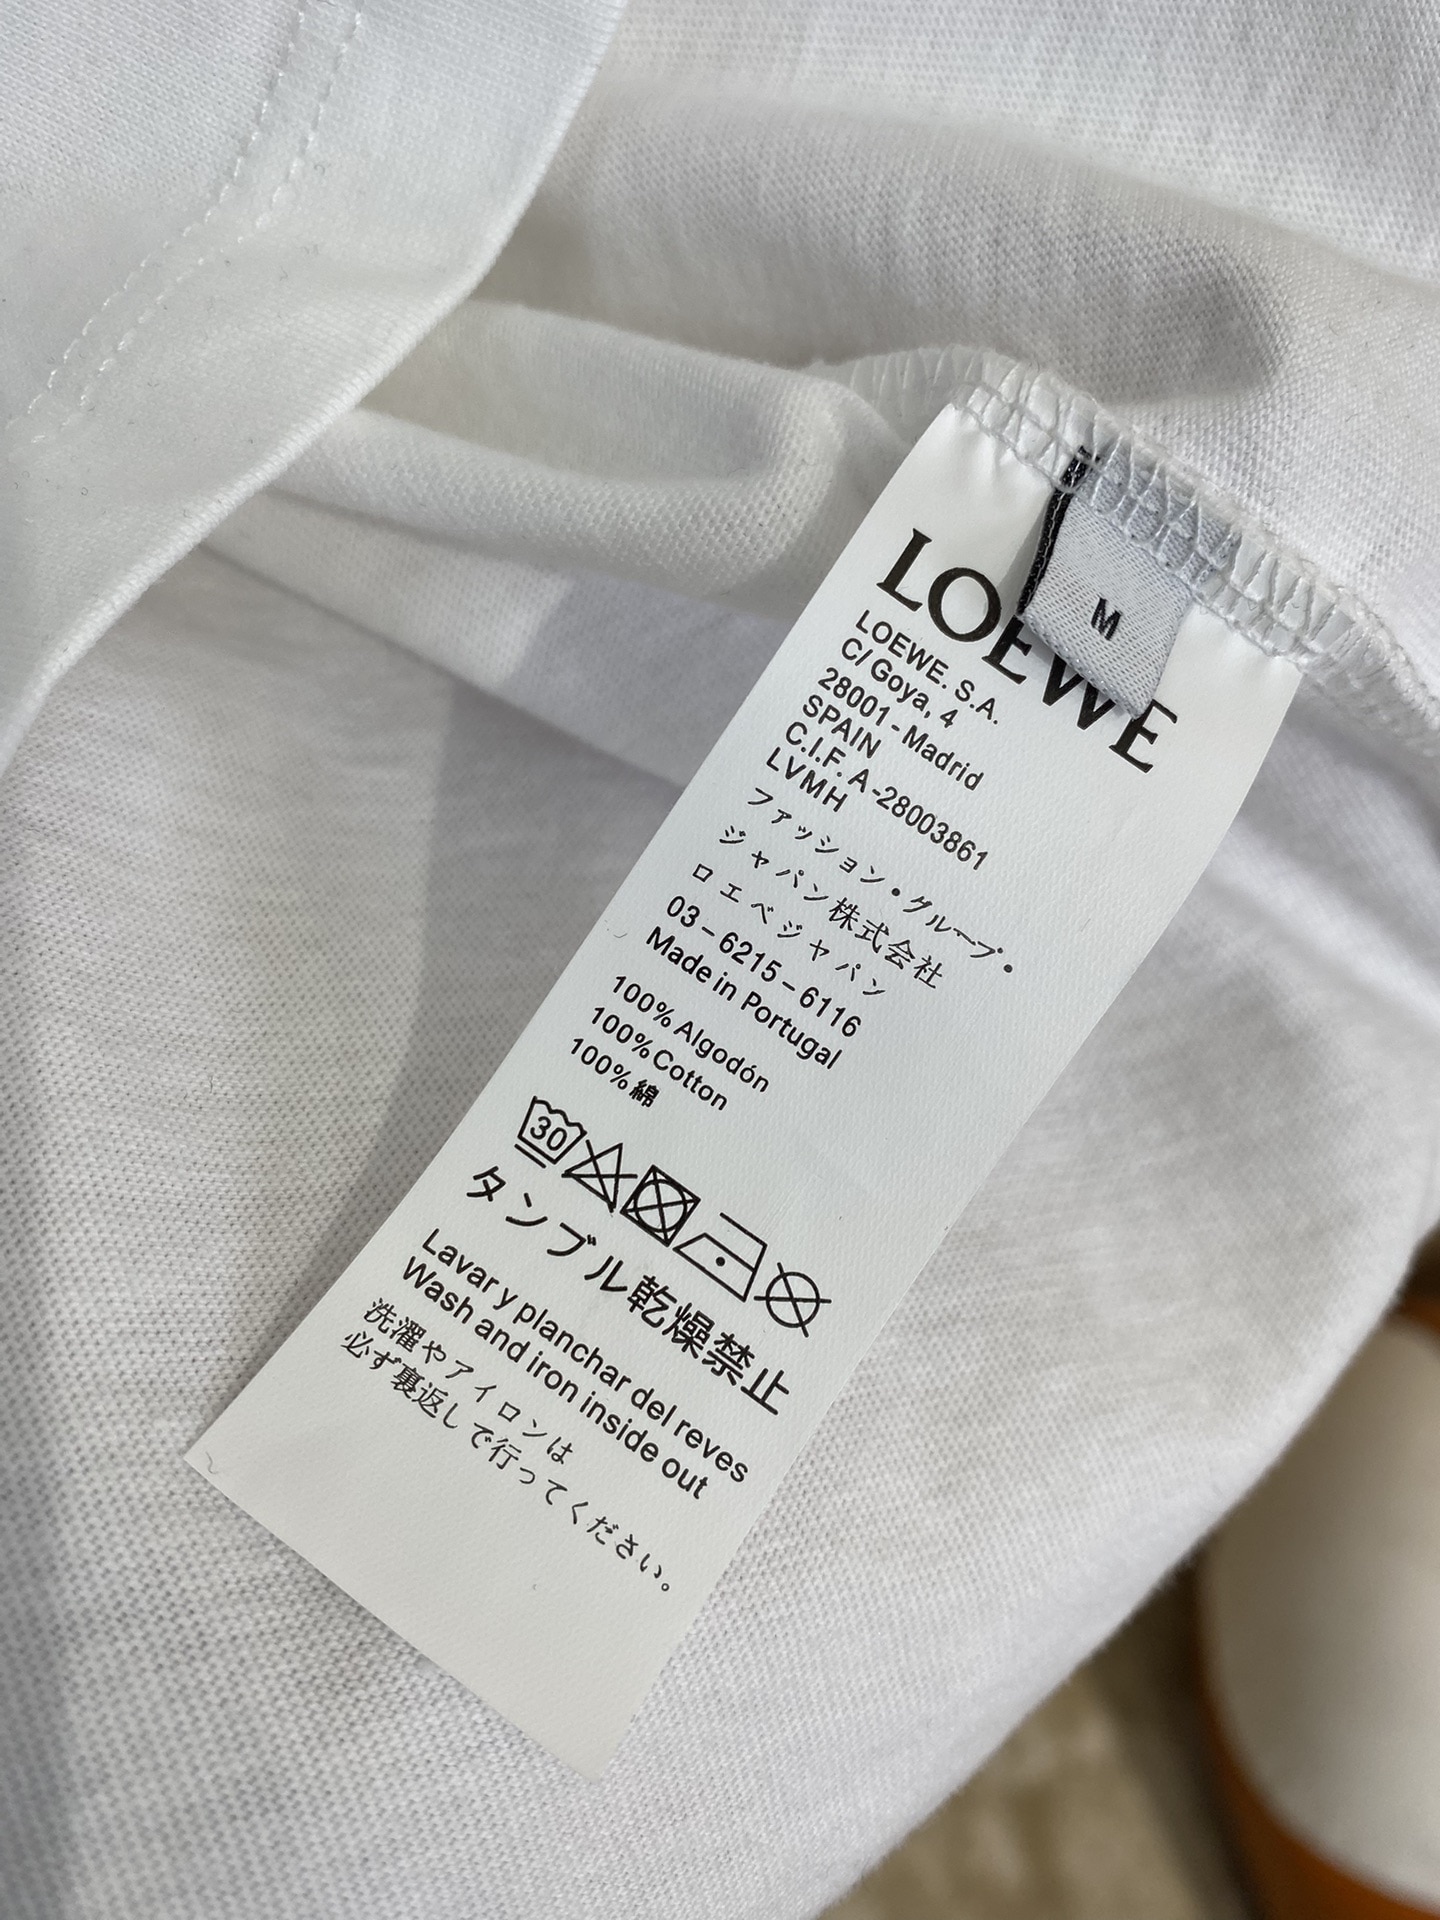 M
LOEWE
LOEWE. S.A.
C/ Goya, 4
28001 - Madrid
SPAIN
C.I.F. A-28003861
LVMH
ファッション・グループ・
ジャパン株式会社
ロエベジャパン
03-6215-6116
Made in Portugal
100% Algodón
100% Cotton
100% 綿
30
タンブル乾燥禁止
Lavar y planchar del reves
Wash and iron inside out
洗濯やアイロンは
必ず裏返しで行ってください。